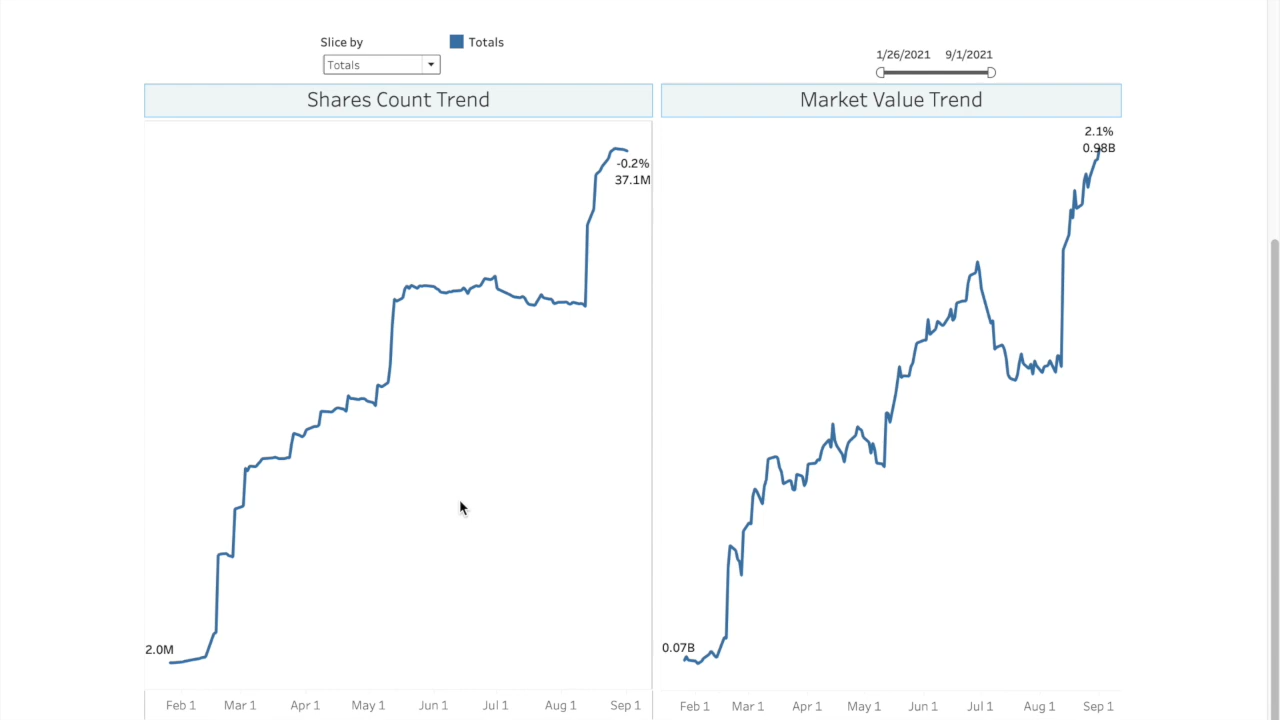 Slice by
Totals
Totals
1/26/2021 9/1/2021
Shares Count Trend
Market Value Trend
-0.2%
37.1M
2.0M
Feb 1 Mar 1 Apr 1 May 1 Jun 1 Jul 1 Aug 1 Sep 1
2.1%
0.98B
0.07B
Feb 1 Mar 1 Apr 1 May 1 Jun 1 Jul 1 Aug 1 Sep 1